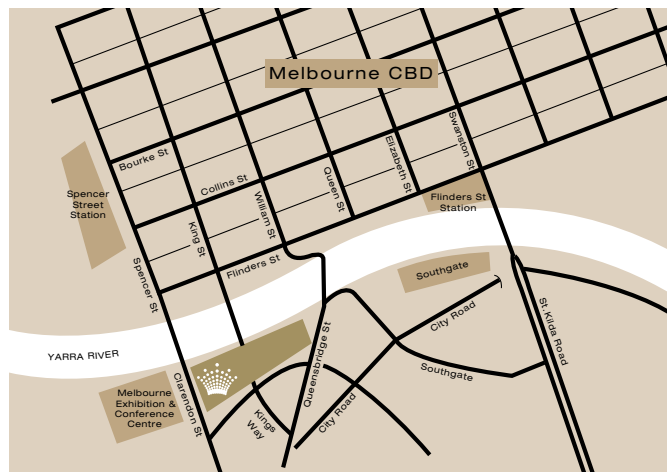 Melbourne CBD
Bourke St
Collins St
William St
Queen St
Elizabeth St
Swanston St
Spencer
Street
Station
King St
Flinders St
Flinders St
Station
Spencer St
Southgate
City Road
St.Kilda Road
YARRA RIVER
Queensbridge St
Southgate
Melbourne
Exhibition &
Conference
Centre
Clarendon St
Kings
Way
City Road